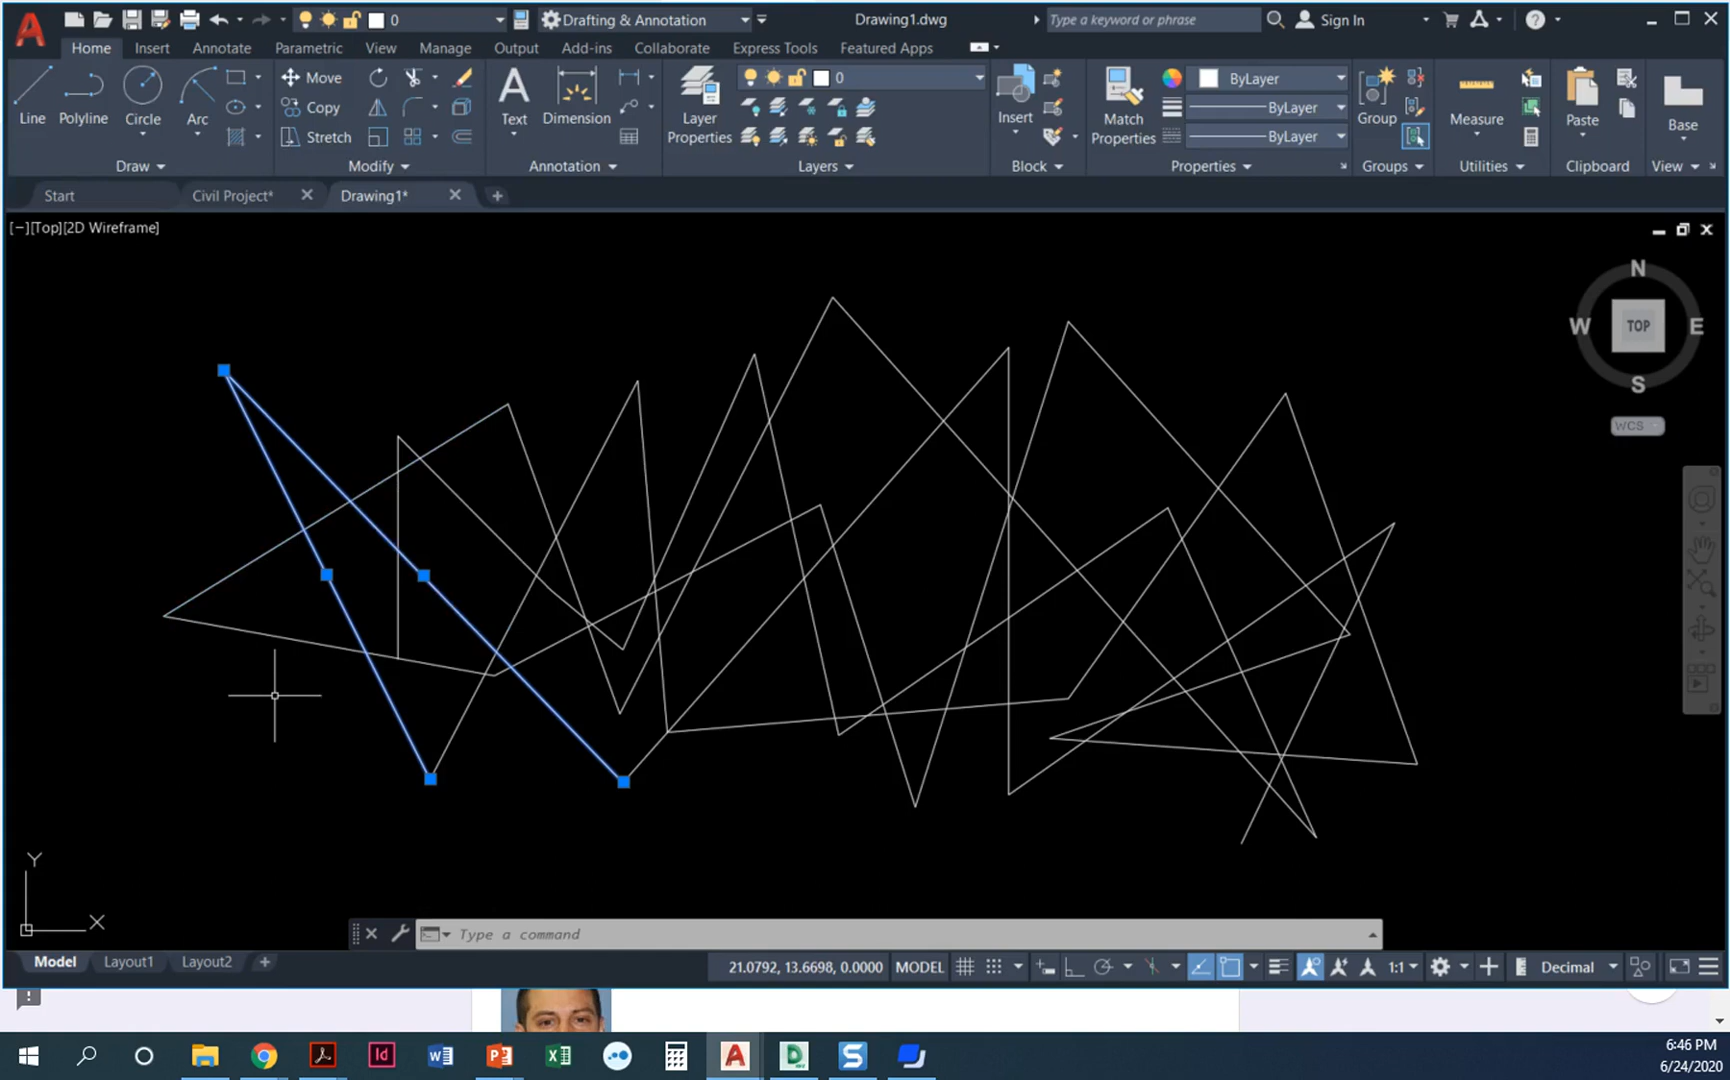 0 Drafting & Annotation Drawing1.dwg Type a keyword or phrase Sign In
Home Insert Annotate Parametric View Manage Output Add-ins Collaborate Express Tools Featured Apps
Line Polyline Circle Arc
Move
Copy
Stretch
Text Dimension
Layer Properties
0
Insert
Match Properties
ByLayer
ByLayer
ByLayer
Group
Measure
Paste
Base
Draw Modify Annotation Layers Block Properties Groups Utilities Clipboard View
Start Civil Project* Drawing1*
[−][Top][2D Wireframe]
N
W TOP E
S
WCS
Y
X
Type a command
Model Layout1 Layout2 21.0792, 13.6698, 0.0000 MODEL 1:1 Decimal
6:46 PM
6/24/2020